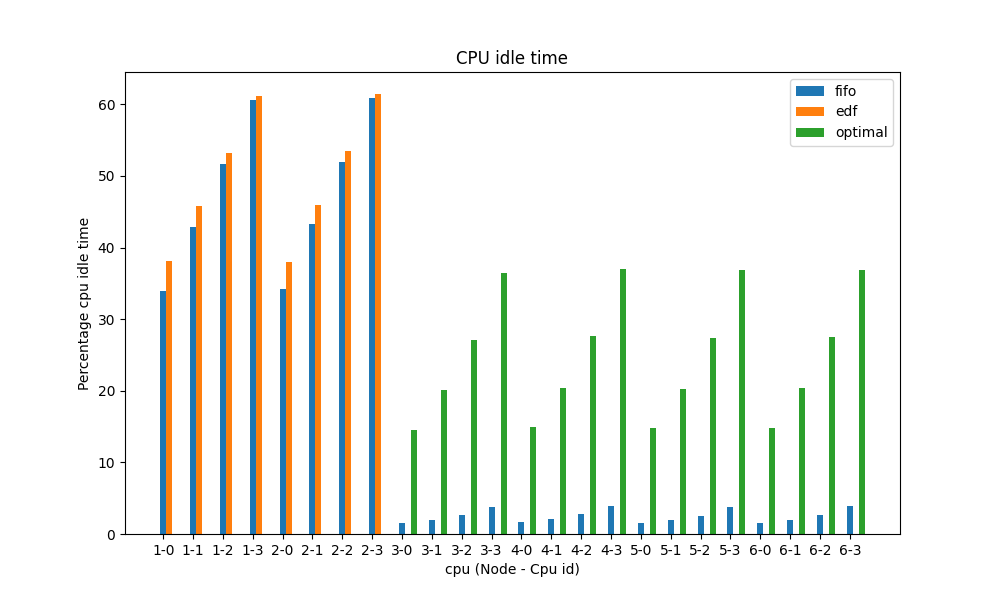 CPU idle time
fifo
edf
optimal
Percentage cpu idle time
60
50
40
30
20
10
0
1-0 1-1 1-2 1-3 2-0 2-1 2-2 2-3 3-0 3-1 3-2 3-3 4-0 4-1 4-2 4-3 5-0 5-1 5-2 5-3 6-0 6-1 6-2 6-3
cpu (Node - Cpu id)